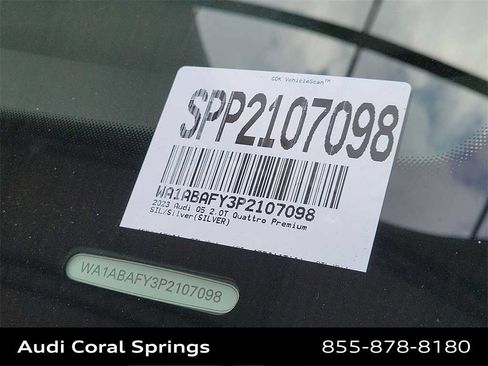 CDK VehicleScan™
SPP2107098
WA1ABAFY3P2107098
2023 Audi Q5 2.0T Quattro Premium
SIL/Silver(SILVER)
WA1ABAFY3P2107098
Audi Coral Springs
855-878-8180